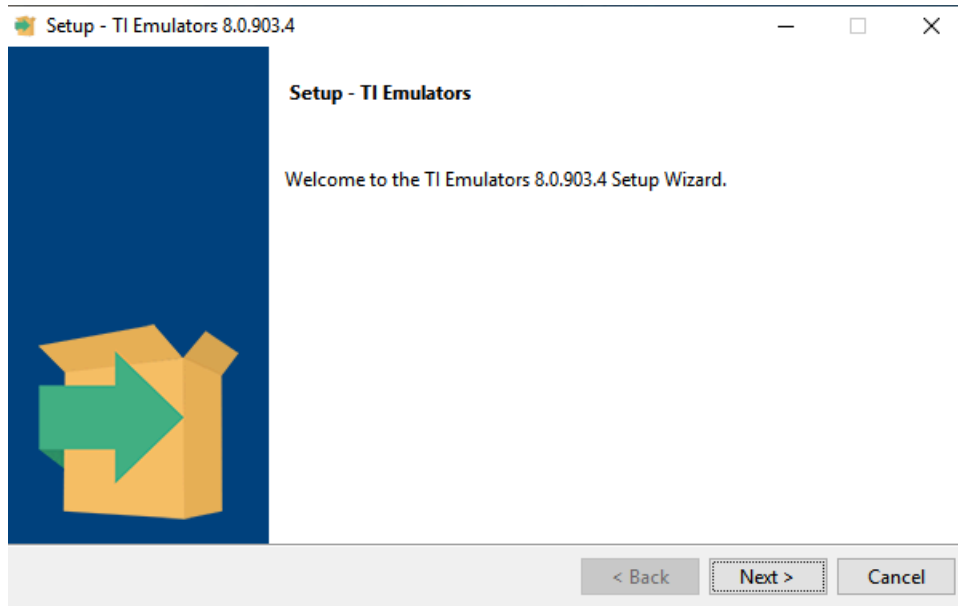 Setup - TI Emulators 8.0.903.4
Setup - TI Emulators
Welcome to the TI Emulators 8.0.903.4 Setup Wizard.
< Back Next > Cancel